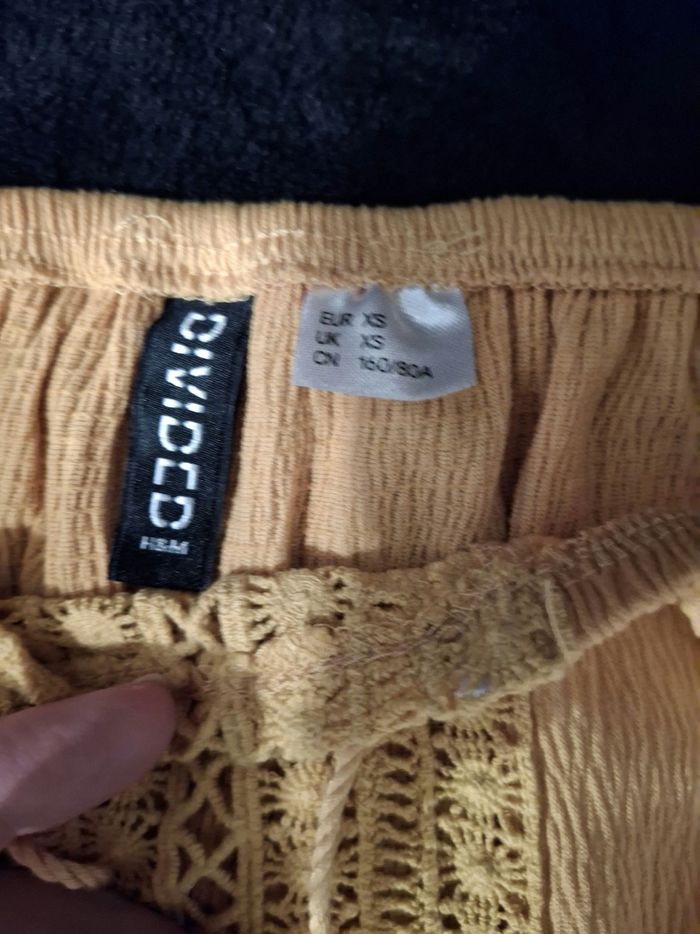 DIVIDED
H&M
EUR XS
UK XS
CN 160/80A